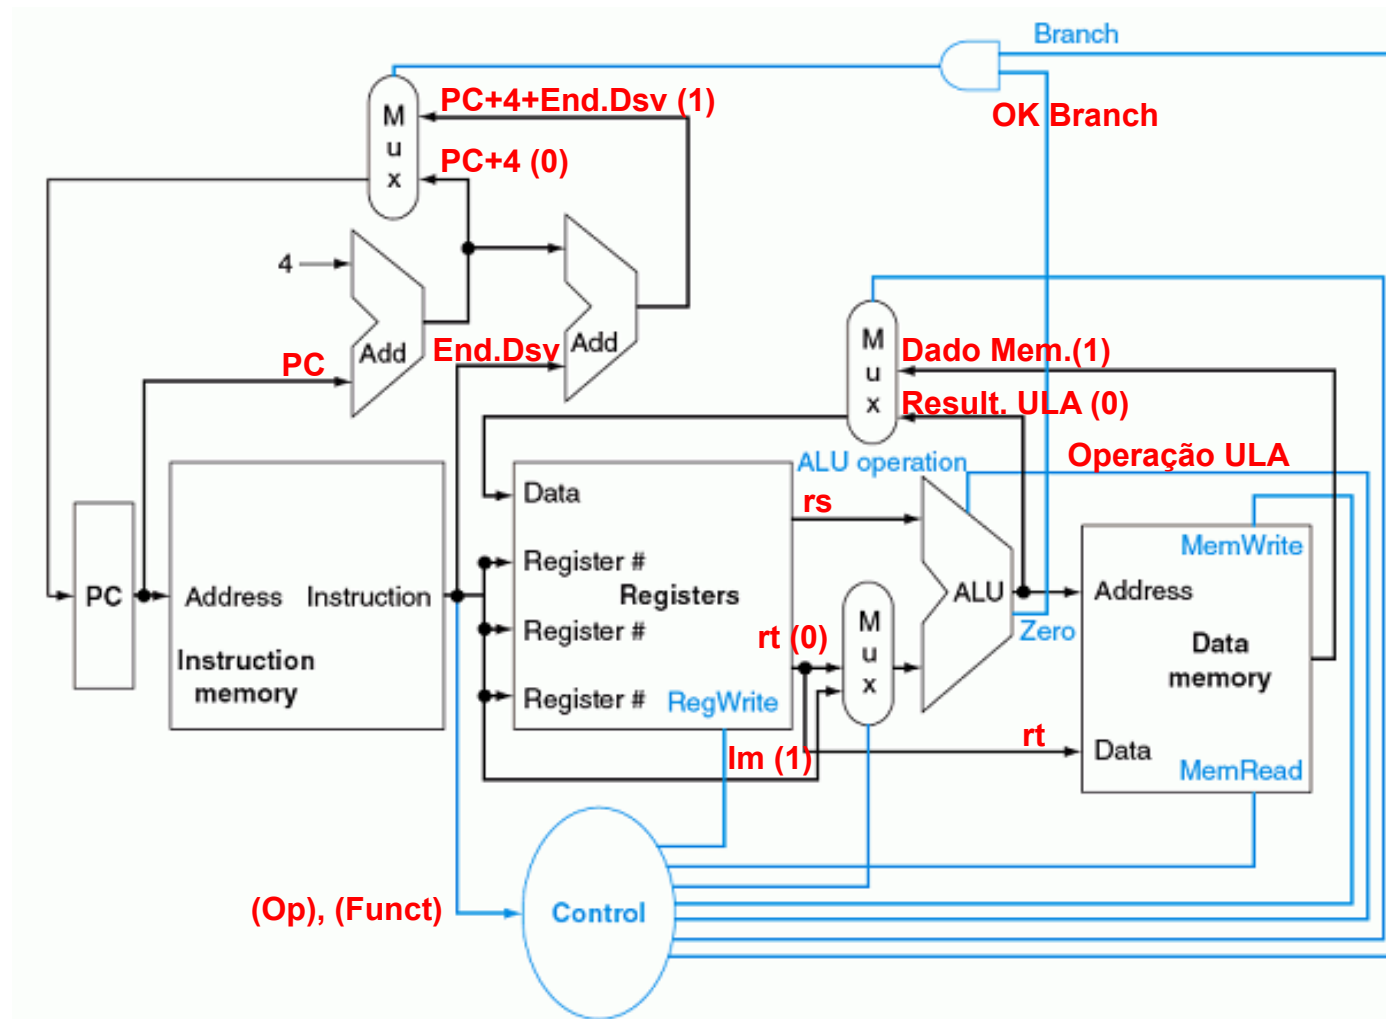 Branch
OK Branch
M
u
x
PC+4+End.Dsv (1)
PC+4 (0)
4
Add
PC
End.Dsv
Add
M
u
x
Dado Mem.(1)
Result. ULA (0)
ALU operation
Operação ULA
PC
Address
Instruction
Instruction
memory
Data
Register #
Registers
Register #
Register #
RegWrite
rs
rt (0)
Im (1)
M
u
x
ALU
Zero
rt
MemWrite
Address
Data
memory
Data
MemRead
(Op), (Funct)
Control